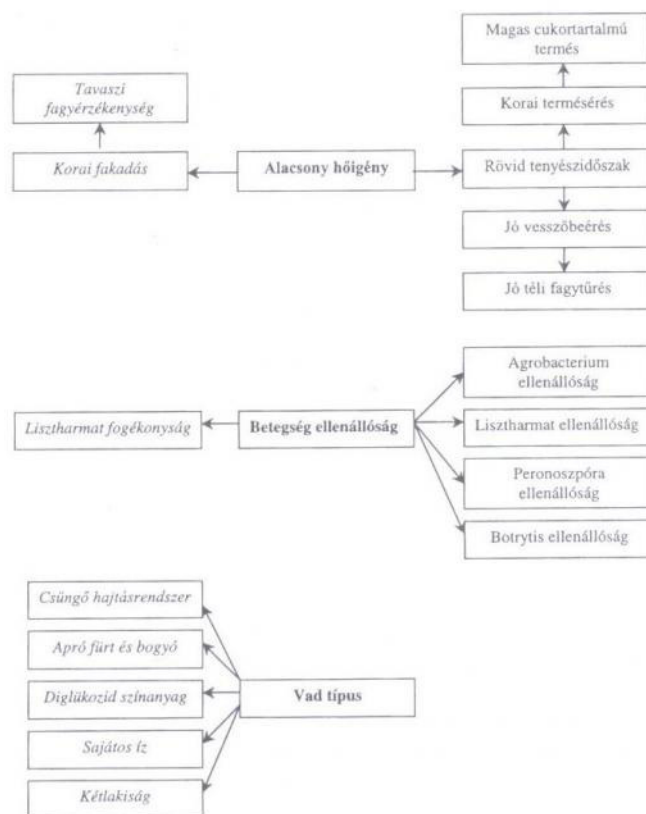 Magas cukortartalmú
termés
Tavaszi
fagyérzékenység
Korai termésérés
Korai fakadás
Alacsony hőigény
Rövid tenyészidőszak
Jó vesszőbeérés
Jó téli fagytűrés
Agrobacterium
ellenállóság
Lisztharmat fogékonyság
Betegség ellenállóság
Lisztharmat ellenállóság
Peronoszpóra
ellenállóság
Botrytis ellenállóság
Csüngő hajtásrendszer
Apró fürt és bogyó
Diglükozid színanyag
Vad típus
Sajátos íz
Kétlakiság